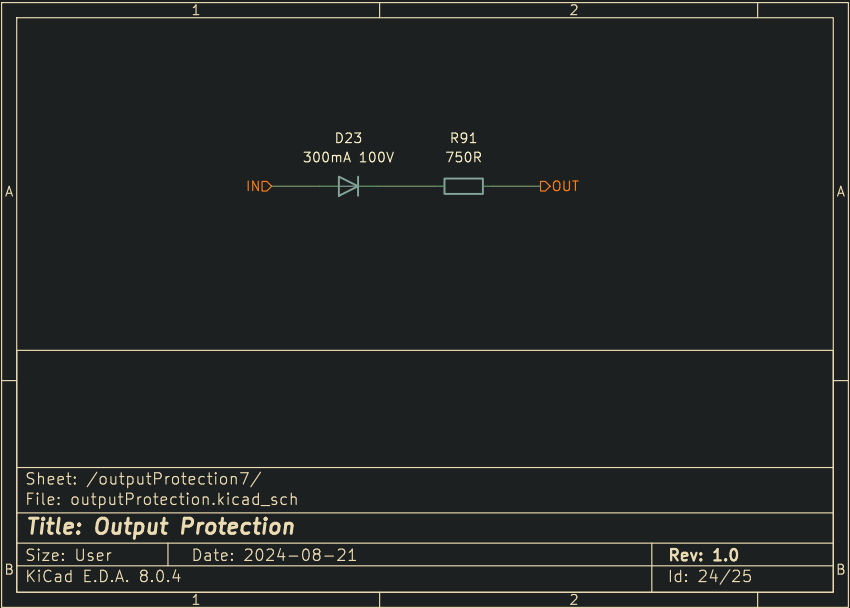 1 2
D23 R91
300mA 100V 750R
IN OUT
A A
Sheet: /outputProtection7/
File: outputProtection.kicad_sch
Title: Output Protection
Size: User Date: 2024-08-21 Rev: 1.0
B B
KiCad E.D.A. 8.0.4 Id: 24/25
1 2